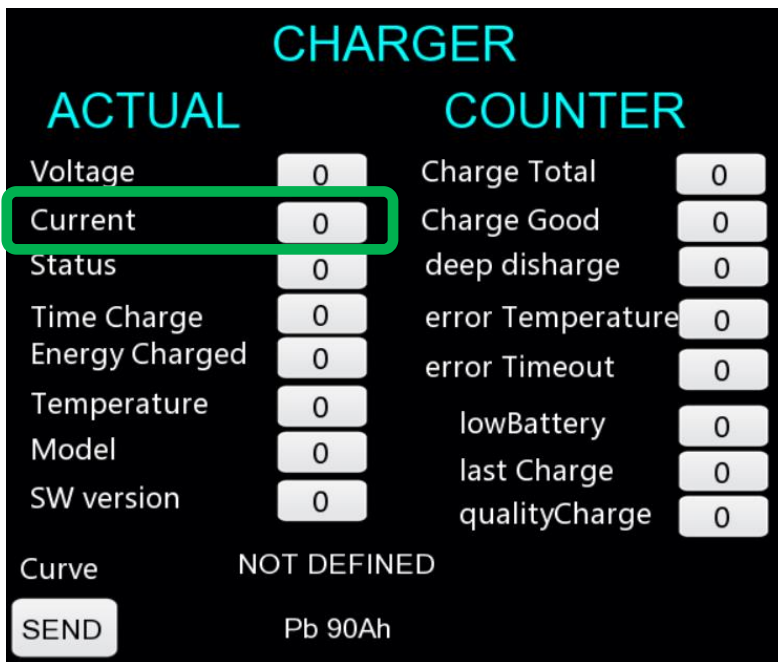 CHARGER
ACTUAL COUNTER
Voltage 0 Charge Total 0
Current 0 Charge Good 0
Status 0 deep disharge 0
Time Charge 0 error Temperature 0
Energy Charged 0 error Timeout 0
Temperature 0 lowBattery 0
Model 0 last Charge 0
SW version 0 qualityCharge 0
Curve NOT DEFINED
SEND Pb 90Ah